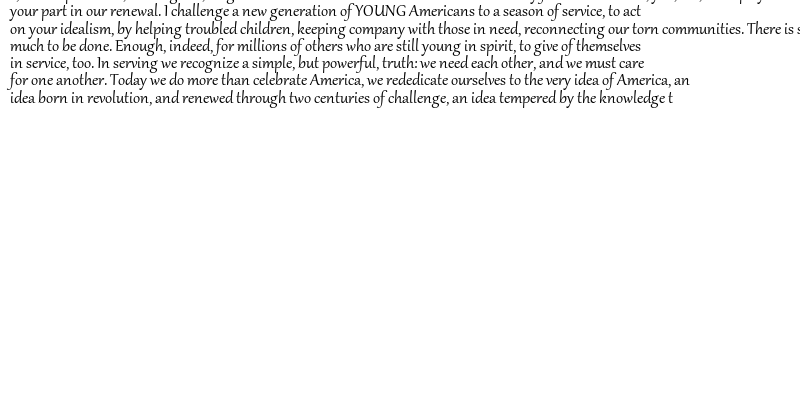 your part in our renewal. I challenge a new generation of YOUNG Americans to a season of service, to act
on your idealism, by helping troubled children, keeping company with those in need, reconnecting our torn communities. There is
much to be done. Enough, indeed, for millions of others who are still young in spirit, to give of themselves
in service, too. In serving we recognize a simple, but powerful, truth: we need each other, and we must care
for one another. Today we do more than celebrate America, we rededicate ourselves to the very idea of America, an
idea born in revolution, and renewed through two centuries of challenge, an idea tempered by the knowledge t